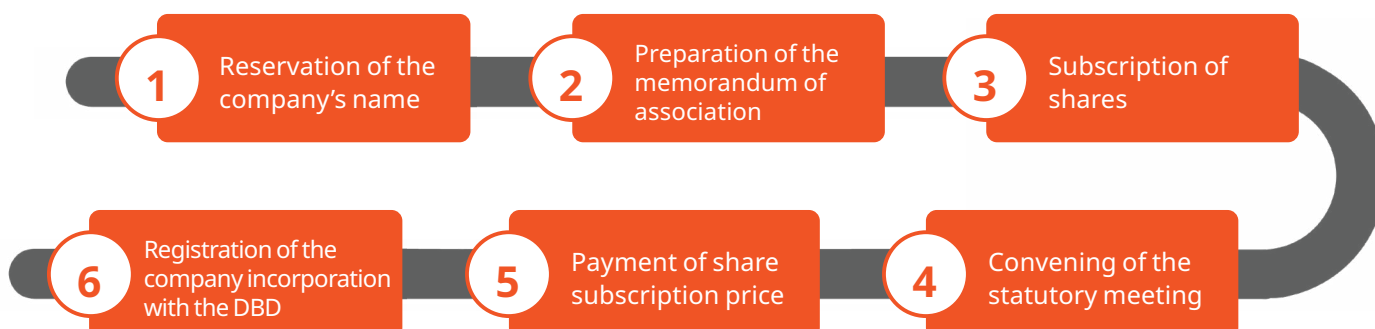 1
Reservation of the
company’s name
2
Preparation of the
memorandum of
association
3
Subscription of
shares
4
Convening of the
statutory meeting
5
Payment of share
subscription price
6
Registration of the
company incorporation
with the DBD